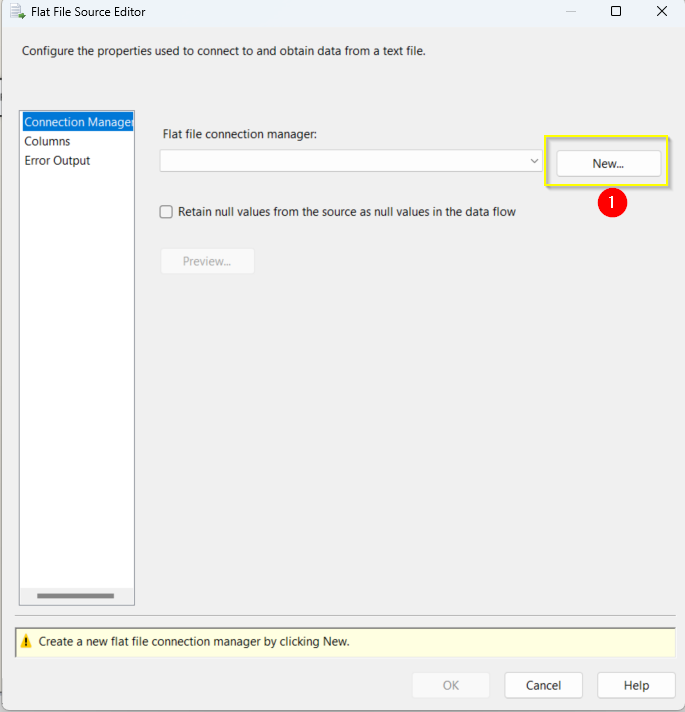 Flat File Source Editor
Configure the properties used to connect to and obtain data from a text file.
Connection Manager
Columns
Error Output
Flat file connection manager:
New...
1
Retain null values from the source as null values in the data flow
Preview...
Create a new flat file connection manager by clicking New.
OK
Cancel
Help